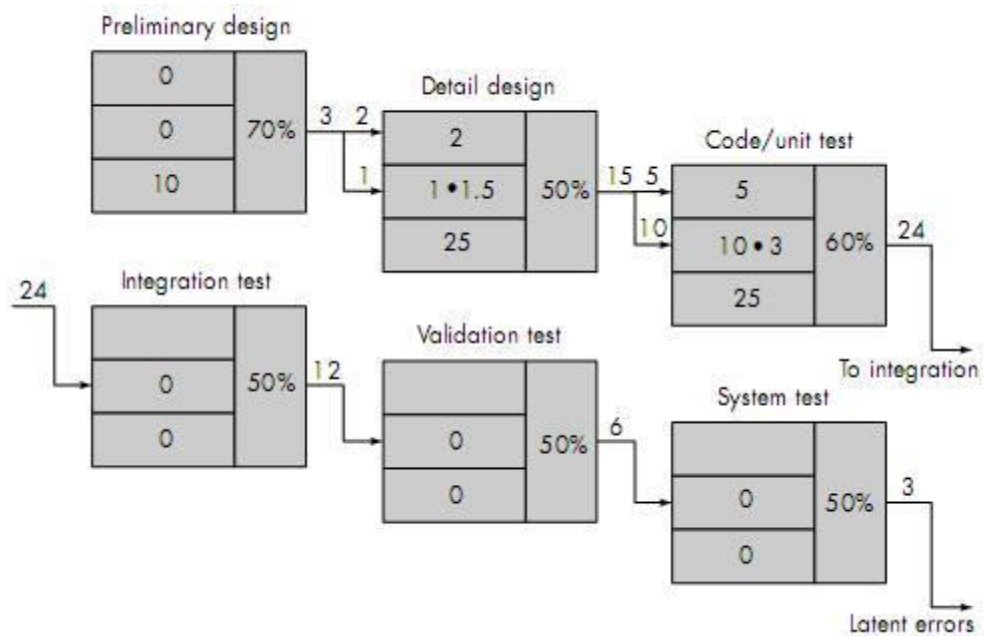 Preliminary design
0
0
10
70%
3 2
1
Detail design
2
1 • 1.5
25
50%
15 5
10
Code/unit test
5
10 • 3
25
60%
24
To integration
24
Integration test
0
0
50%
12
Validation test
0
0
50%
6
System test
0
0
50%
3
Latent errors